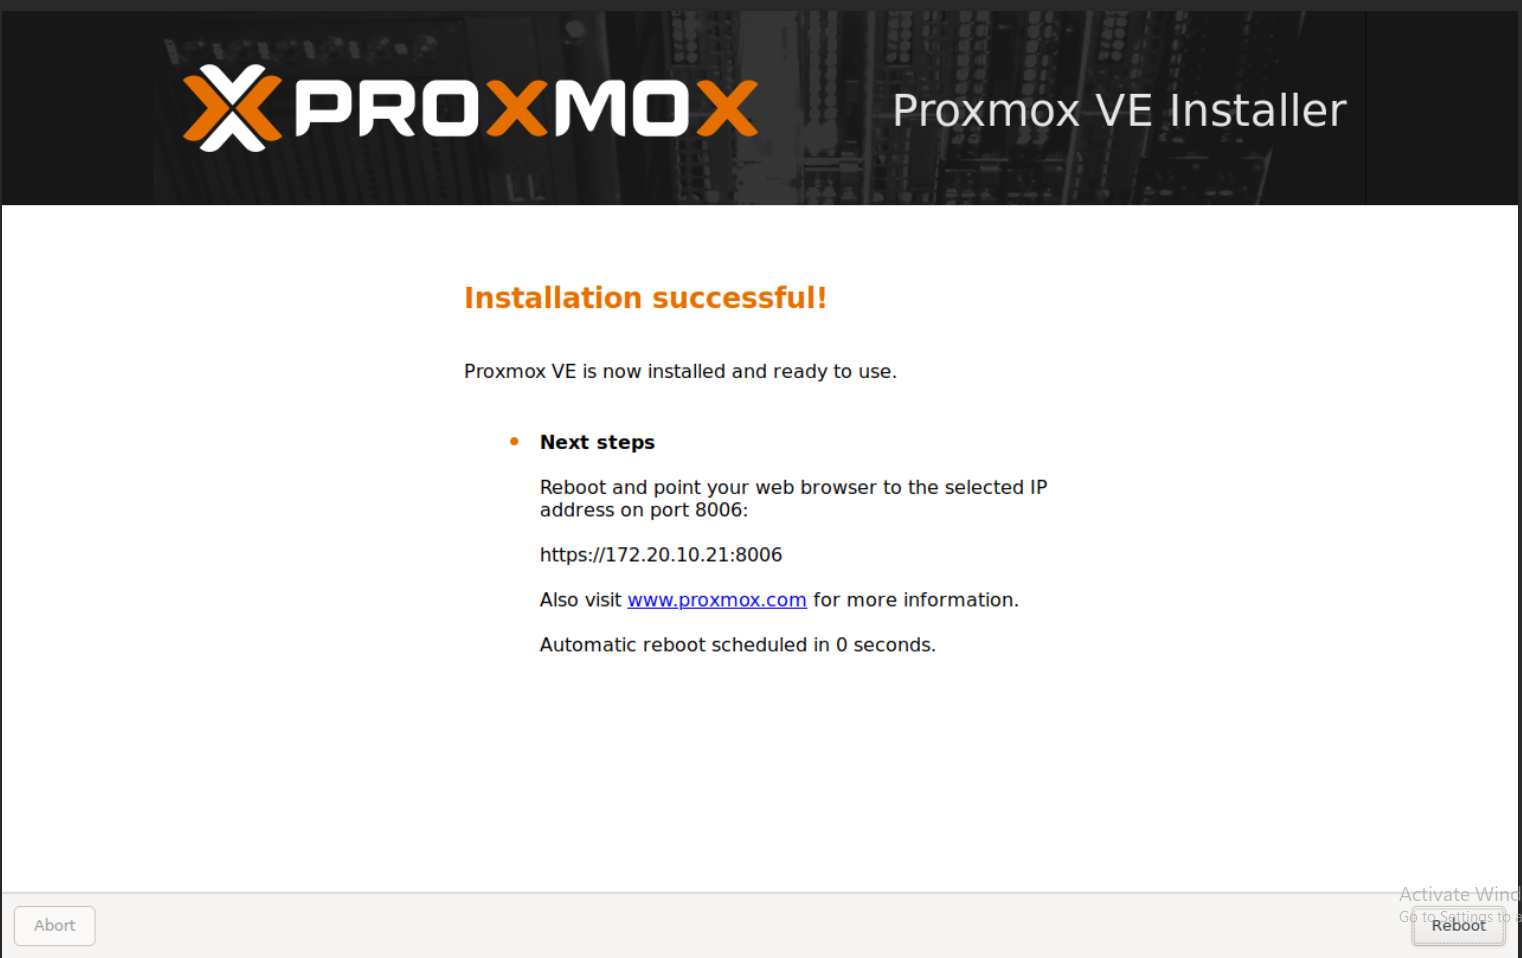 PROXMOX
Proxmox VE Installer
Installation successful!
Proxmox VE is now installed and ready to use.
Next steps
Reboot and point your web browser to the selected IP
address on port 8006:
https://172.20.10.21:8006
Also visit www.proxmox.com for more information.
Automatic reboot scheduled in 0 seconds.
Activate Wind
Go to Settings to a
Abort
Reboot